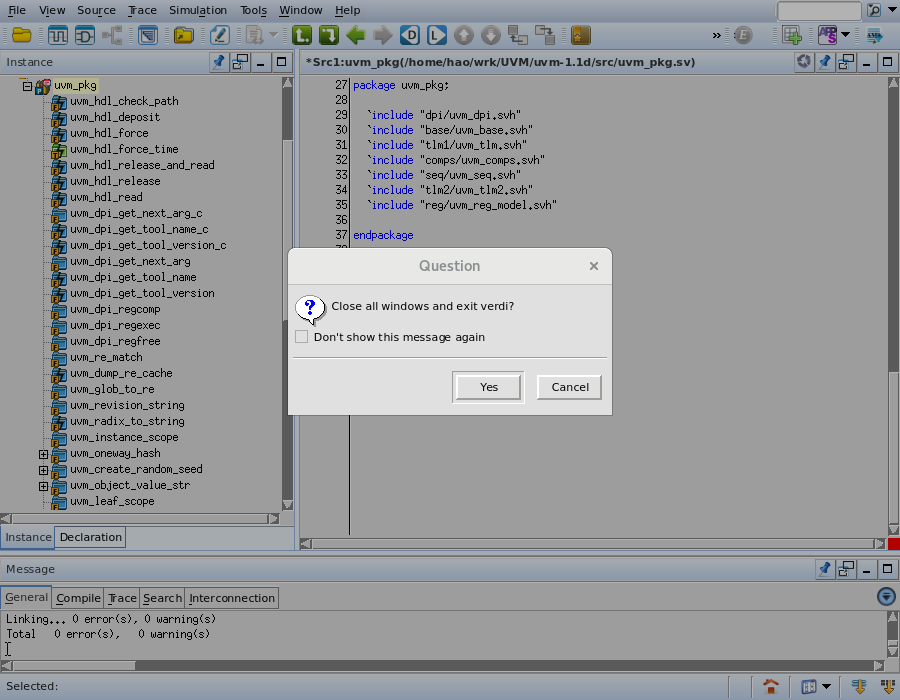 File View Source Trace Simulation Tools Window Help
Instance
*Src1:uvm_pkg(/home/hao/wrk/UVM/uvm-1.1d/src/uvm_pkg.sv)
uvm_pkg
uvm_hdl_check_path
uvm_hdl_deposit
uvm_hdl_force
uvm_hdl_force_time
uvm_hdl_release_and_read
uvm_hdl_release
uvm_hdl_read
uvm_dpi_get_next_arg_c
uvm_dpi_get_tool_name_c
uvm_dpi_get_tool_version_c
uvm_dpi_get_next_arg
uvm_dpi_get_tool_name
uvm_dpi_get_tool_version
uvm_dpi_regcomp
uvm_dpi_regexec
uvm_dpi_regfree
uvm_re_match
uvm_dump_re_cache
uvm_glob_to_re
uvm_revision_string
uvm_radix_to_string
uvm_instance_scope
uvm_oneway_hash
uvm_create_random_seed
uvm_object_value_str
uvm_leaf_scope
Instance Declaration
27 package uvm_pkg;
28
29 `include "dpi/uvm_dpi.svh"
30 `include "base/uvm_base.svh"
31 `include "tlm1/uvm_tlm.svh"
32 `include "comps/uvm_comps.svh"
33 `include "seq/uvm_seq.svh"
34 `include "tlm2/uvm_tlm2.svh"
35 `include "reg/uvm_reg_model.svh"
36
37 endpackage
Question
Close all windows and exit verdi?
Don't show this message again
Yes Cancel
Message
General Compile Trace Search Interconnection
Linking... 0 error(s), 0 warning(s)
Total 0 error(s), 0 warning(s)
Selected: